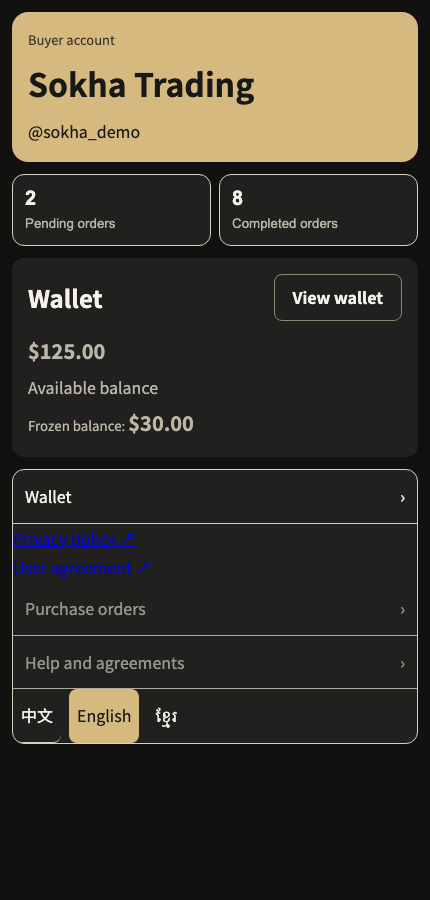 Buyer account
Sokha Trading
@sokha_demo
2
Pending orders
8
Completed orders
Wallet
View wallet
$125.00
Available balance
Frozen balance: $30.00
Wallet ›
Privacy policy ↗
User agreement ↗
Purchase orders ›
Help and agreements ›
中文 English ខ្មែរ